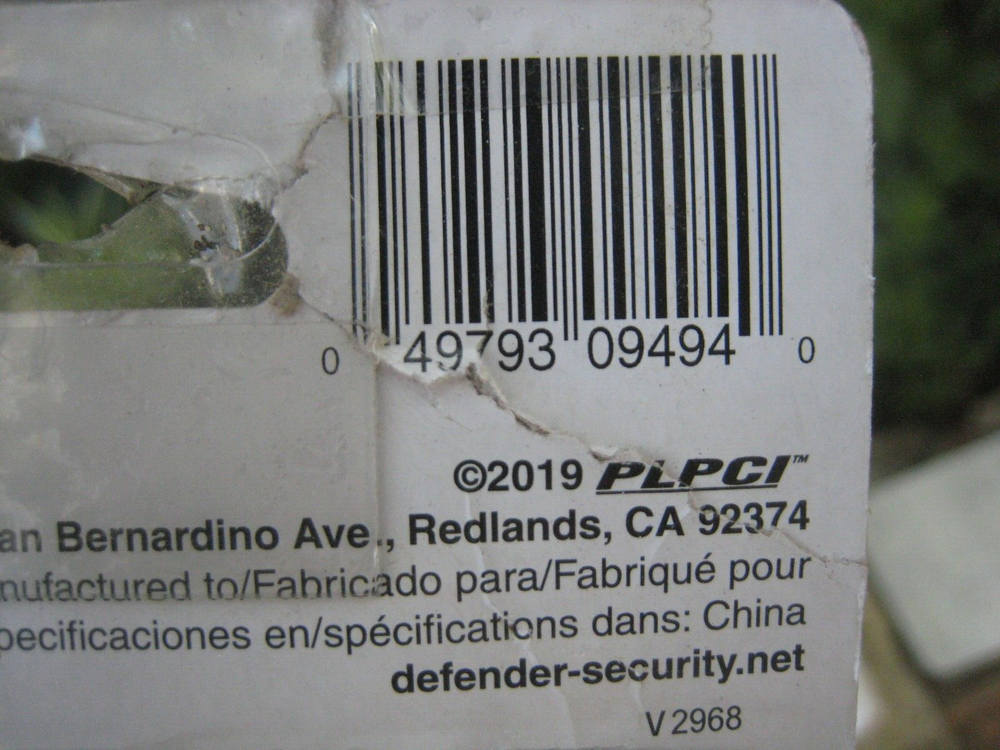 0 49793 09494 0
©2019 PLPCI™
an Bernardino Ave., Redlands, CA 92374
nufactured to/Fabricado para/Fabriqué pour
pecificaciones en/spécifications dans: China
defender-security.net
V 2968